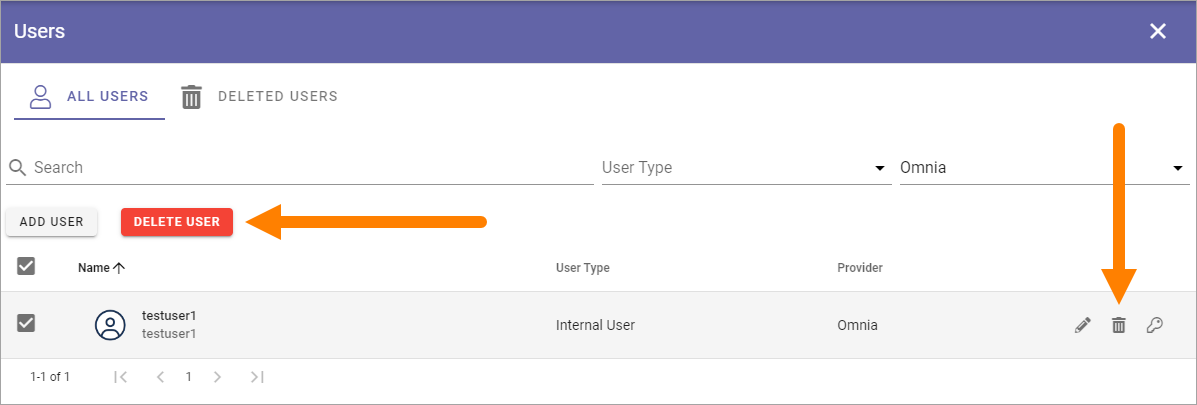 Users
ALL USERS DELETED USERS
Search User Type Omnia
ADD USER DELETE USER
Name User Type Provider
testuser1
testuser1 Internal User Omnia
1-1 of 1 1